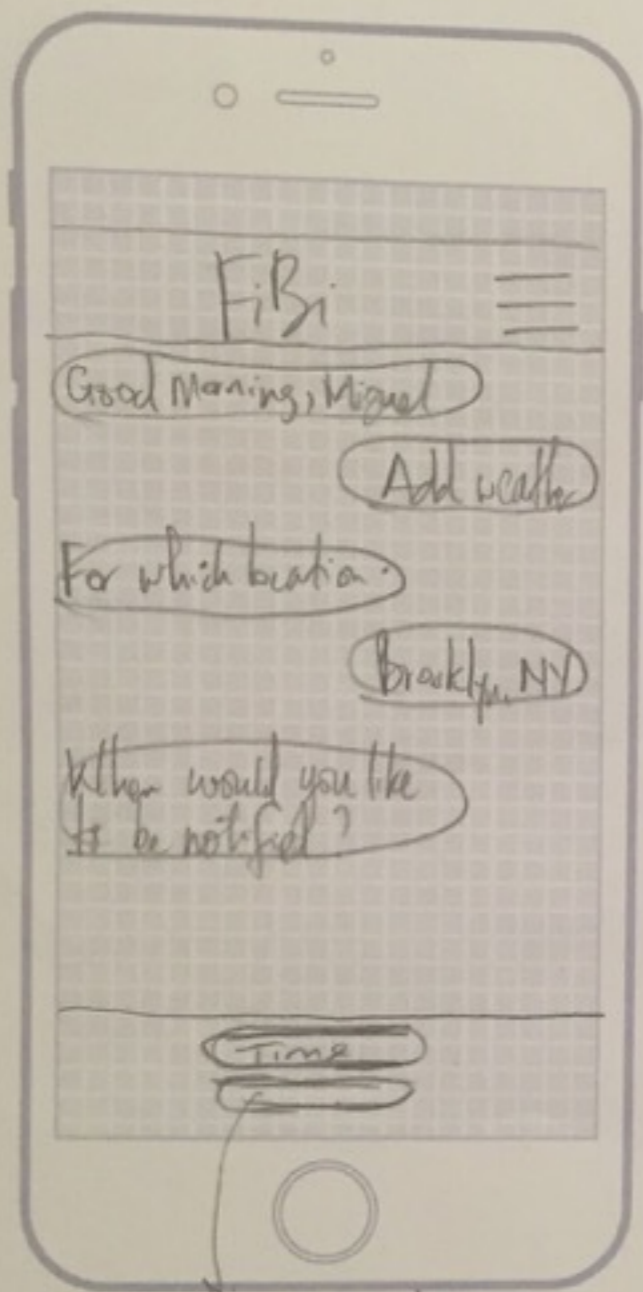 FiBi
Good Morning, Miguel
Add weather
For which location.
Brooklyn, NY
When would you like
to be notified?
Time